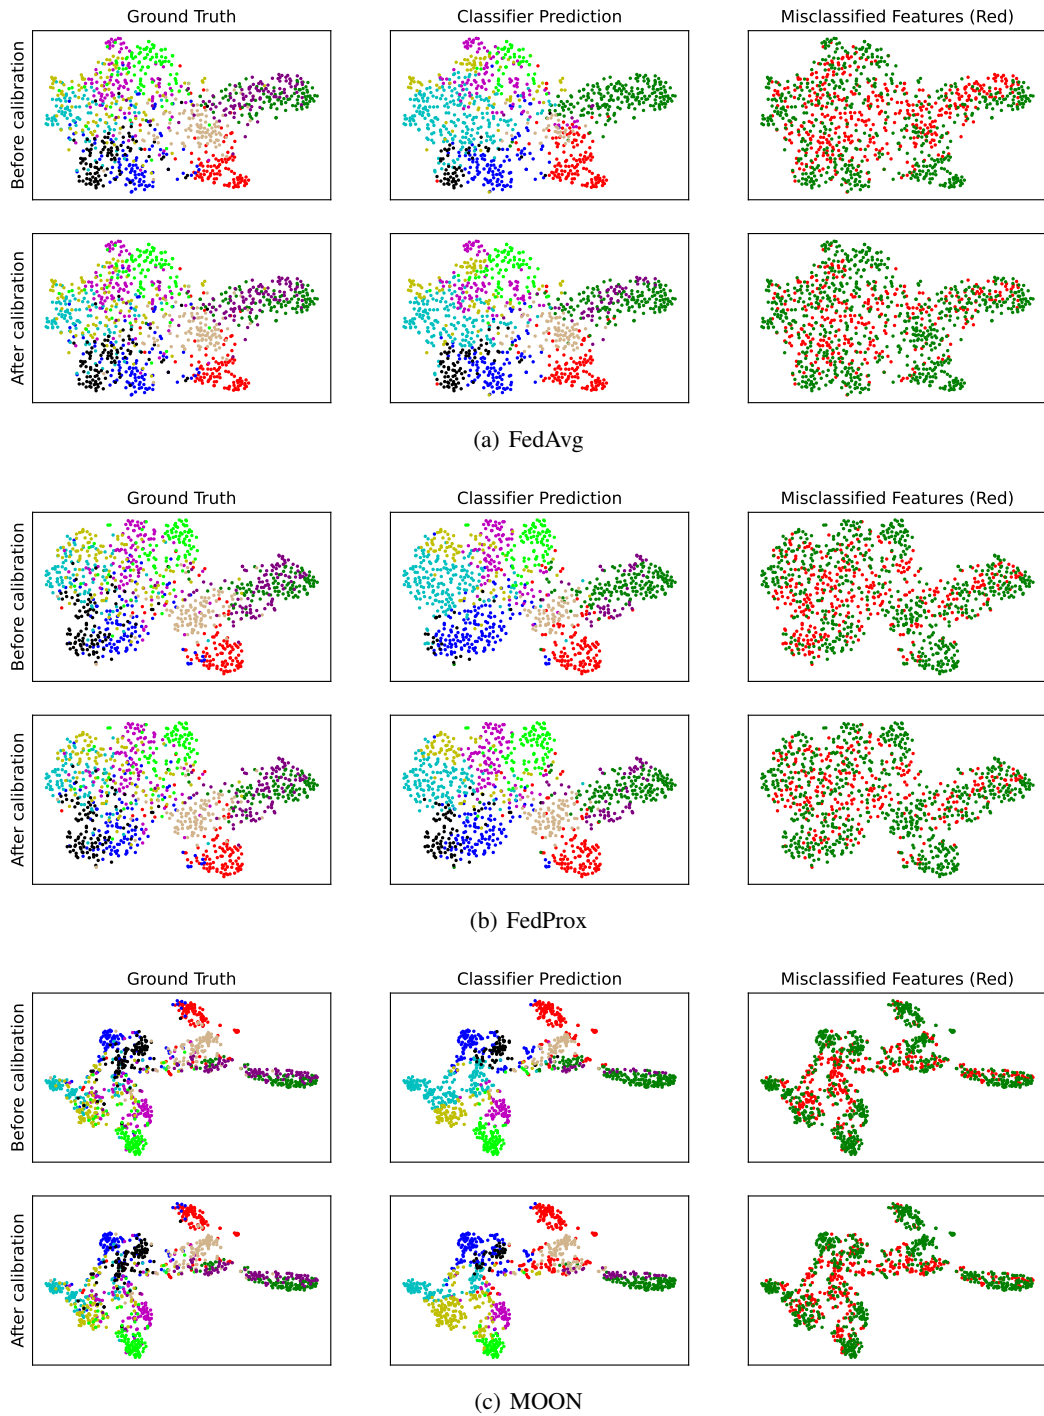 Ground Truth
Classifier Prediction
Misclassified Features (Red)
Before calibration
After calibration
(a) FedAvg
Ground Truth
Classifier Prediction
Misclassified Features (Red)
Before calibration
After calibration
(b) FedProx
Ground Truth
Classifier Prediction
Misclassified Features (Red)
Before calibration
After calibration
(c) MOON